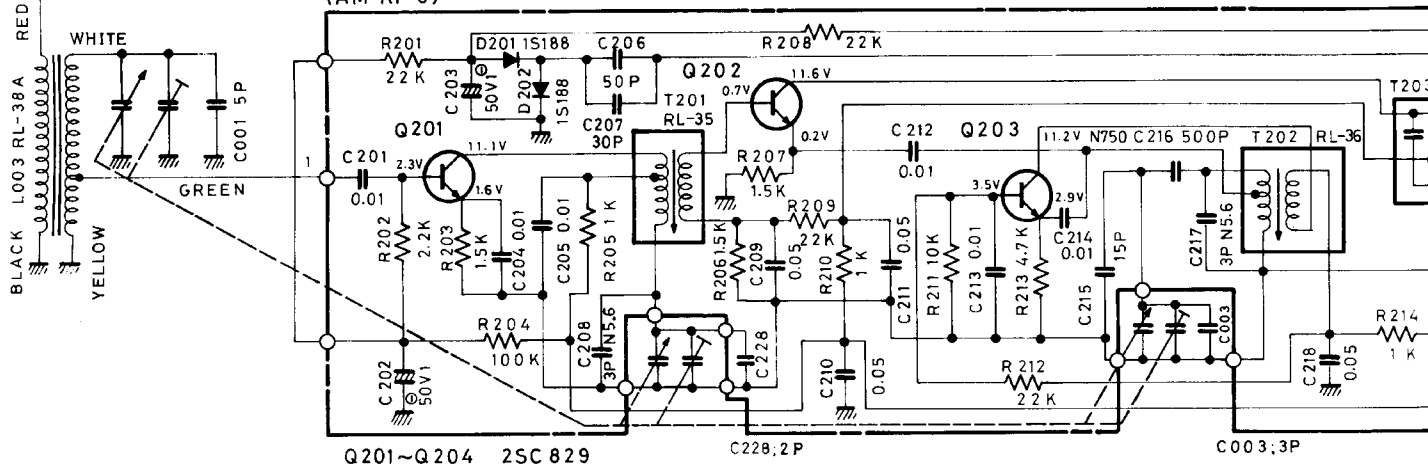 RED
WHITE
BLACK L003 RL-38A
C001 5P
GREEN
YELLOW
1
R201
22K
D201 1S188
C203
50V1
D202
1S188
C206
50P
C207
30P
R208
22K
Q202
11.6V
0.7V
0.2V
T201
RL-35
Q201
C201
0.01
2.3V
11.1V
1.6V
R202
2.2K
R203
1.5K
C204 0.01
C205 0.01
R205 1K
R204
100K
C202
50V1
C208
3P N5.6
C228
R207
1.5K
R206 1.5K
C209
0.05
R209
22K
R210
1K
C211
0.05
C210
0.05
C212
0.01
Q203
11.2V
3.5V
2.9V
N750 C216 500P
T202
RL-36
T203
R211 10K
C213 0.01
R213 4.7K
C214
0.01
C215
15P
C217
3P N5.6
C003
R212
22K
C218
0.05
R214
1K
Q201~Q204 2SC829
C228;2P
C003;3P